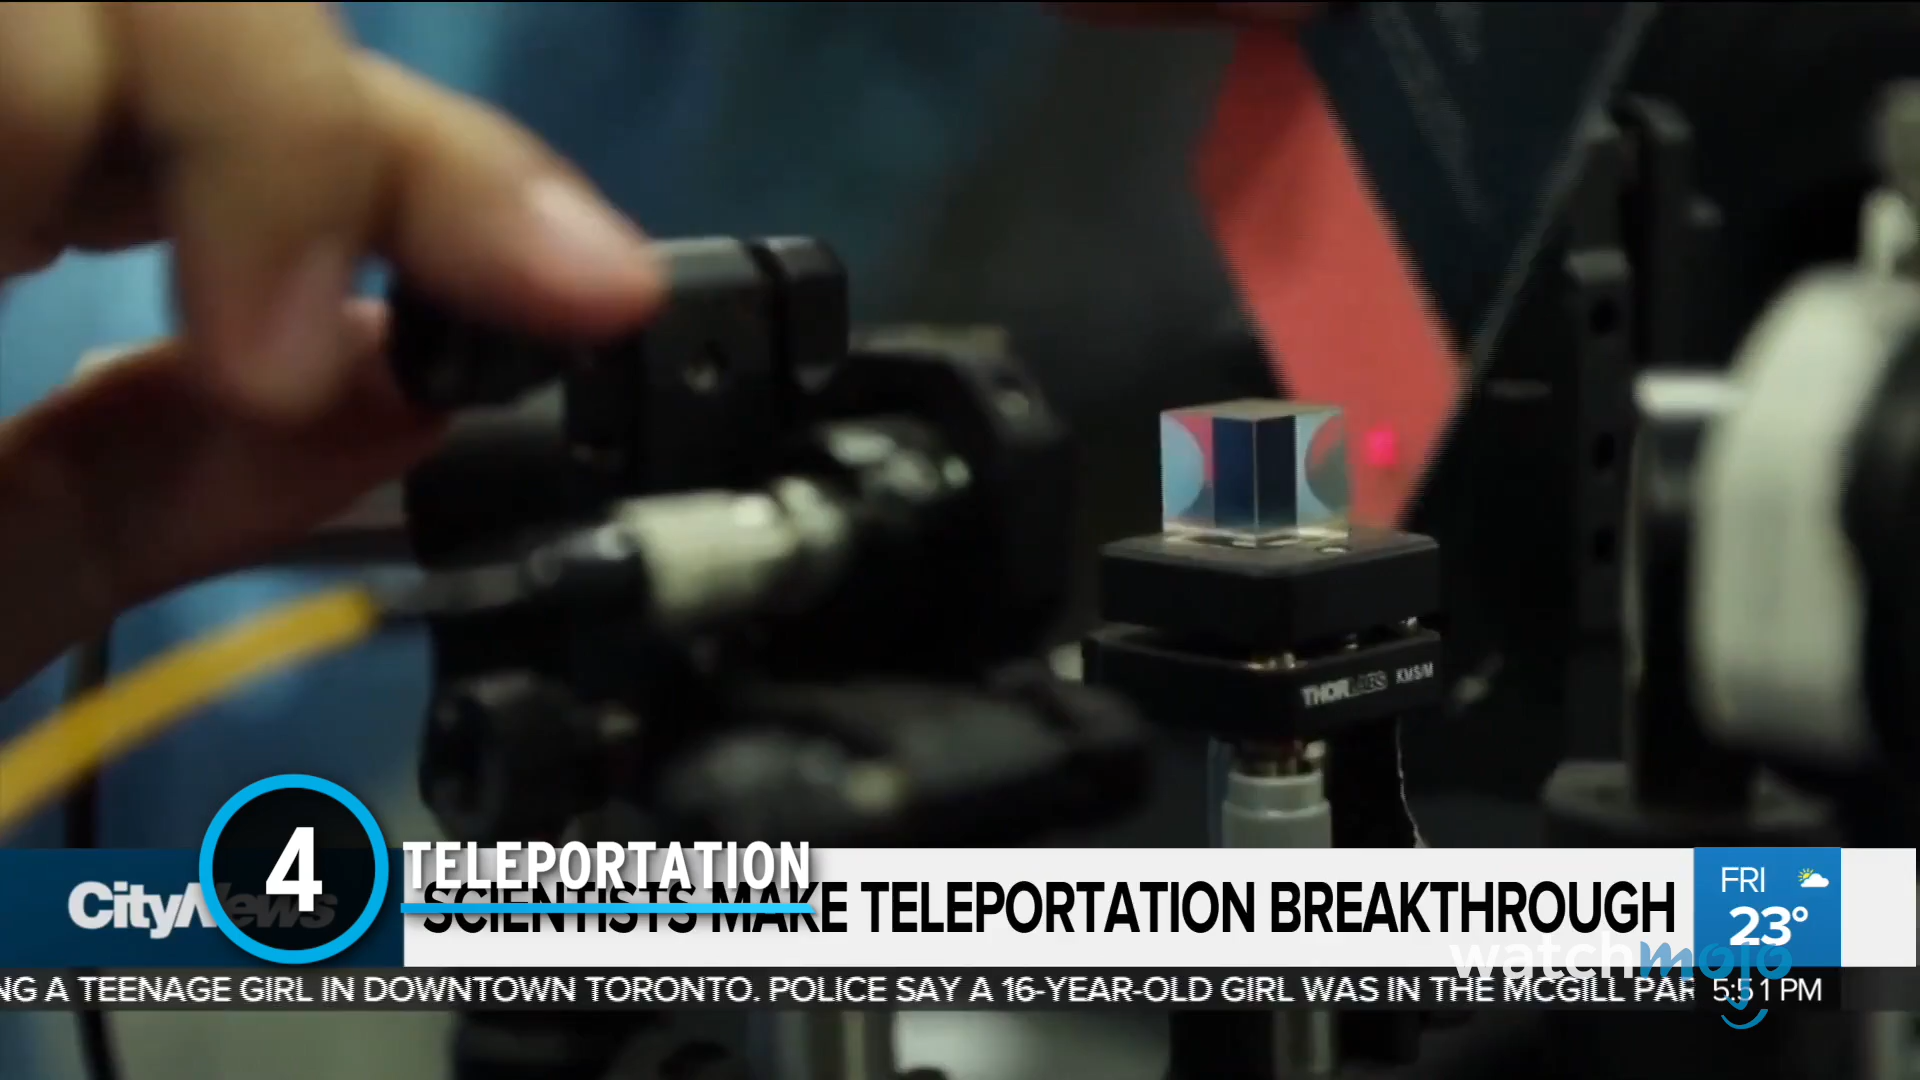 THORLABS KM5/M
4 TELEPORTATION
CityNews SCIENTISTS MAKE TELEPORTATION BREAKTHROUGH
FRI
23°
watchmojo
NG A TEENAGE GIRL IN DOWNTOWN TORONTO. POLICE SAY A 16-YEAR-OLD GIRL WAS IN THE MCGILL PAR 5:51 PM